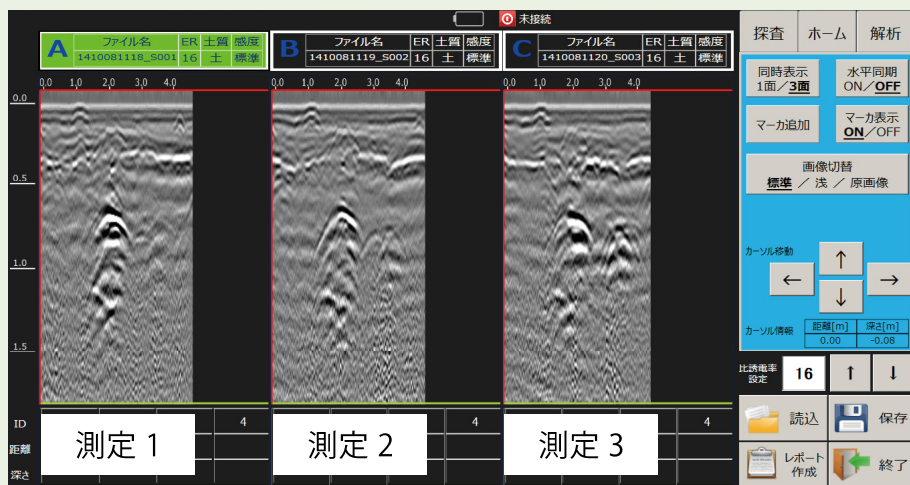 未接続
A
ファイル名 ER 土質 感度
1410081118_S001 16 土 標準
B
ファイル名 ER 土質 感度
1410081119_S002 16 土 標準
C
ファイル名 ER 土質 感度
1410081120_S003 16 土 標準
0.0 1.0 2.0 3.0 4.0
0.0 1.0 2.0 3.0 4.0
0.0 1.0 2.0 3.0 4.0
0.0
0.5
1.0
1.5
ID 4 4 4
距離
深さ
測定 1
測定 2
測定 3
探査 ホーム 解析
同時表示
1面/3面
水平同期
ON/OFF
マーカ追加
マーカ表示
ON/OFF
画像切替
標準 / 浅 / 原画像
カーソル移動
↑
← →
↓
カーソル情報
距離[m] 深さ[m]
0.00 -0.08
比誘電率
設定
16 ↑ ↓
読込 保存
レポート
作成
終了